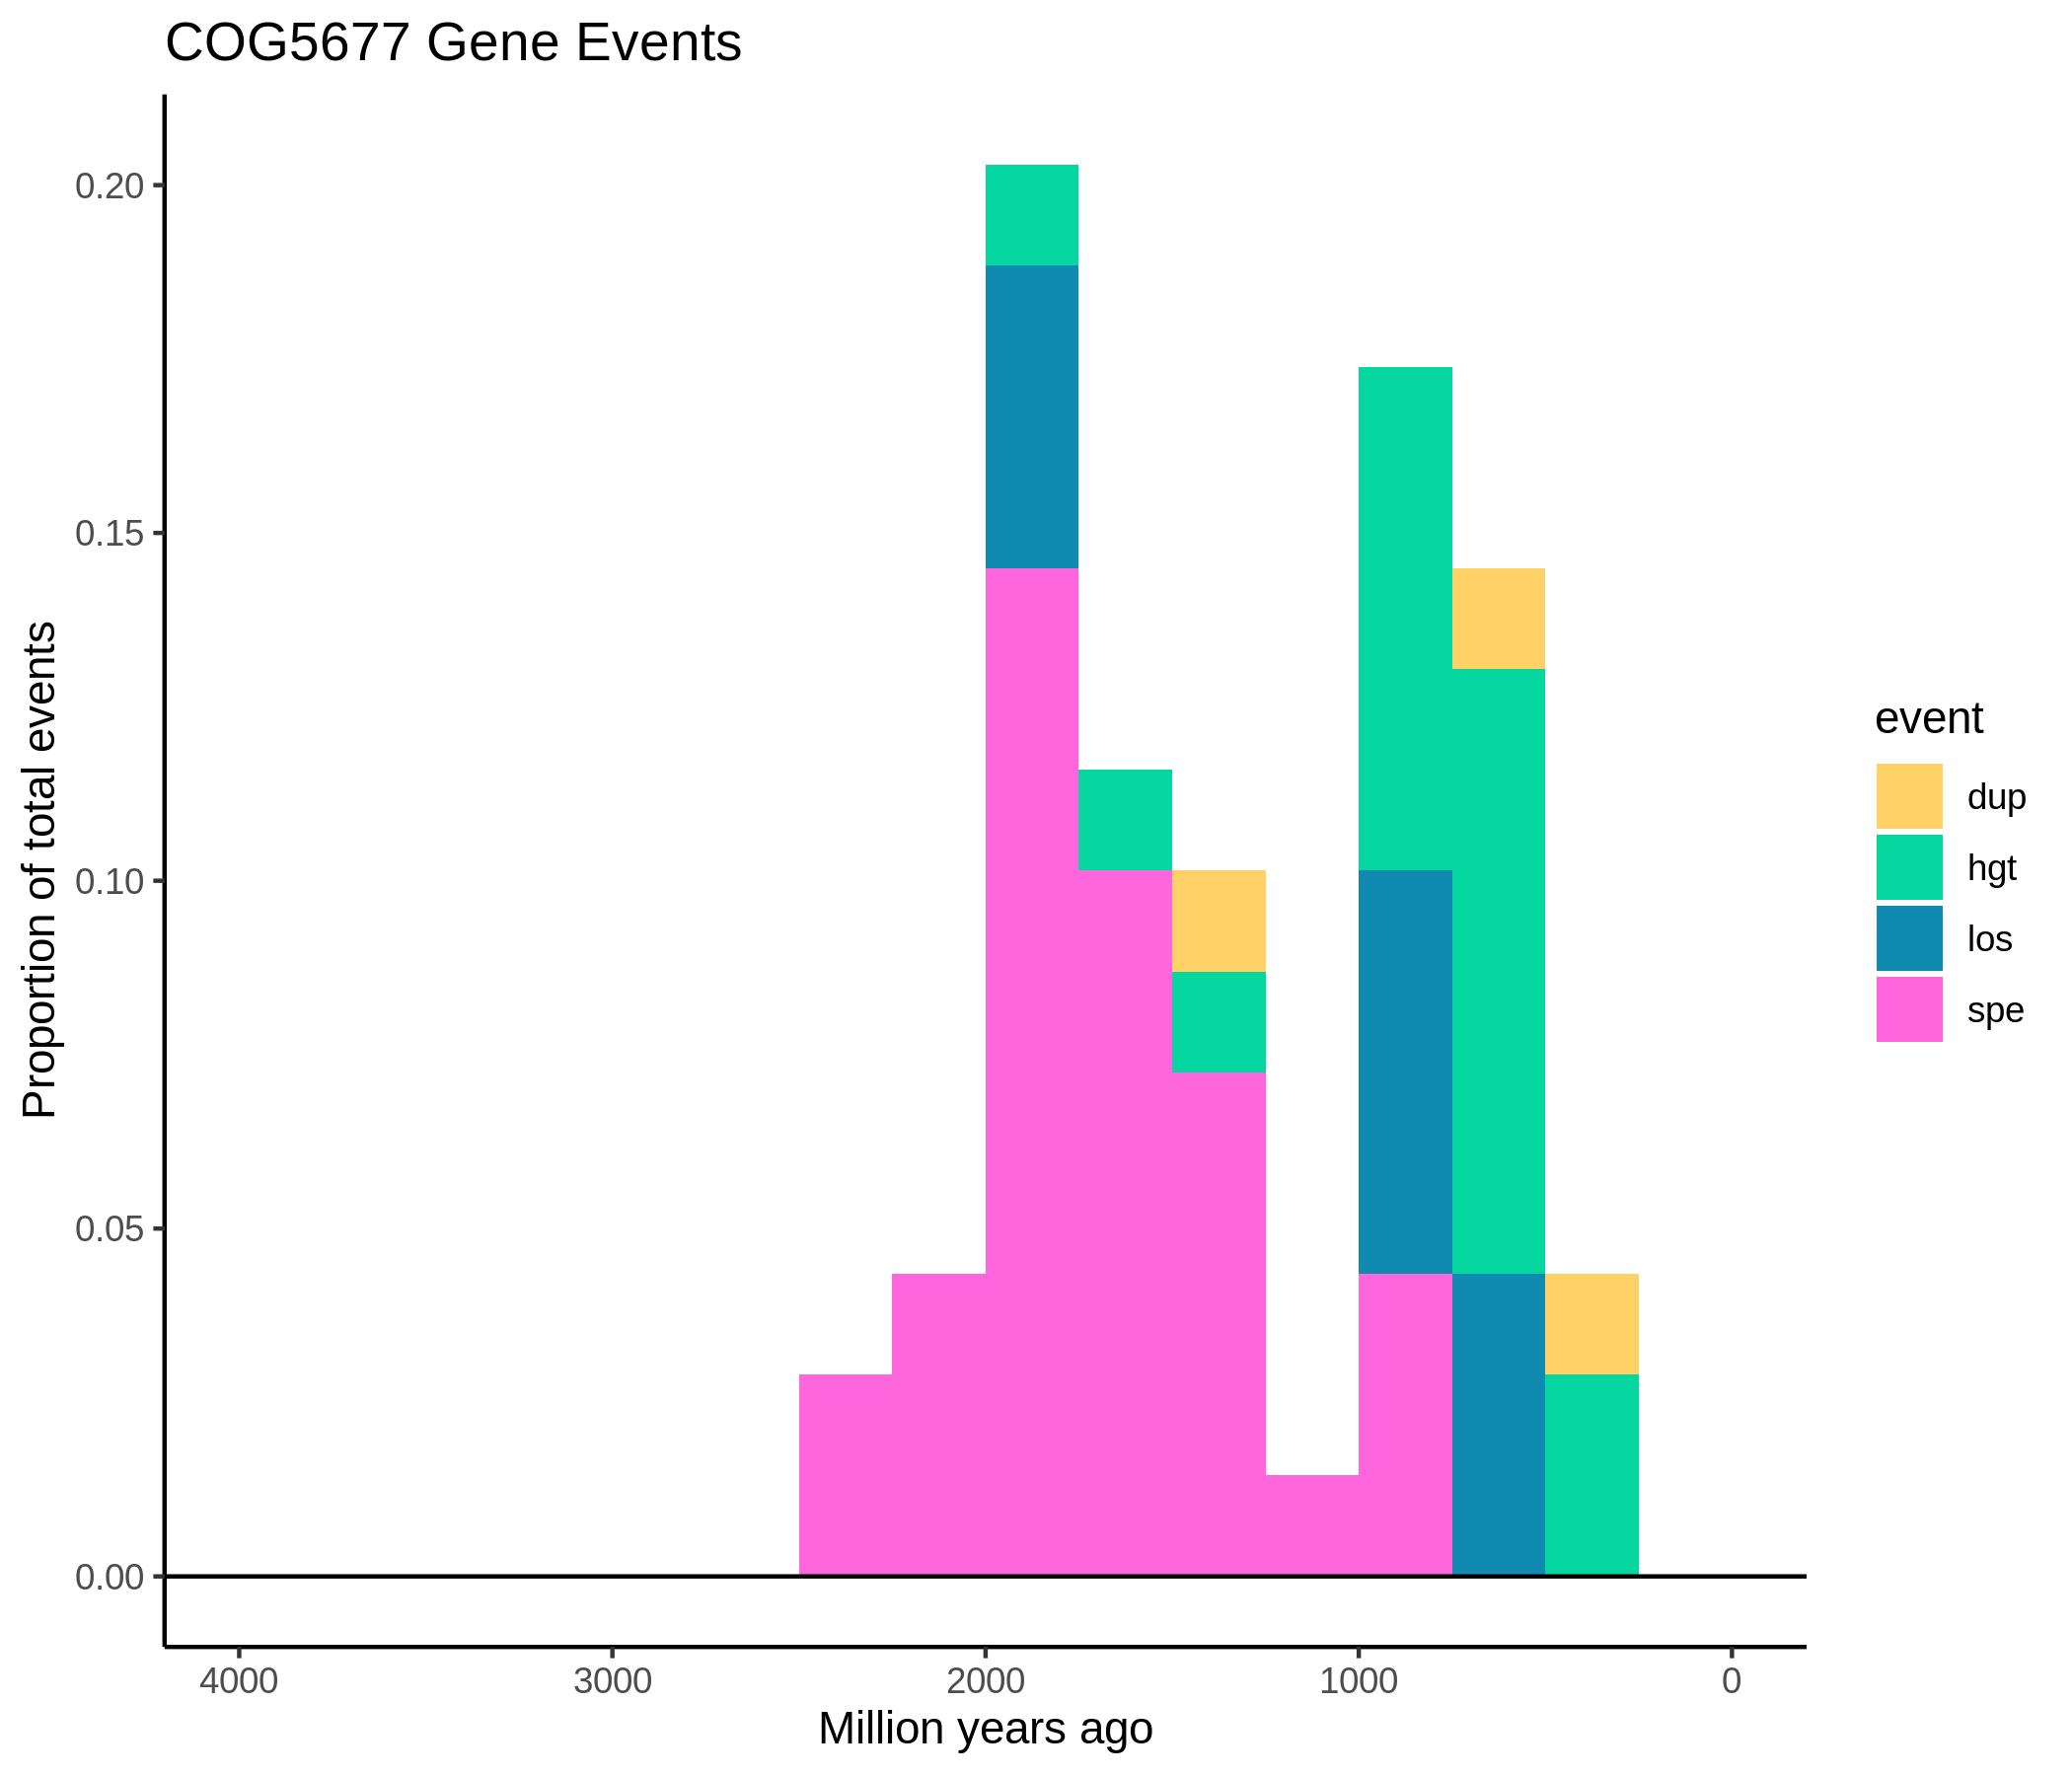 COG5677 Gene Events
Proportion of total events
0.20
0.15
0.10
0.05
0.00
4000 3000 2000 1000 0
Million years ago
event
dup
hgt
los
spe